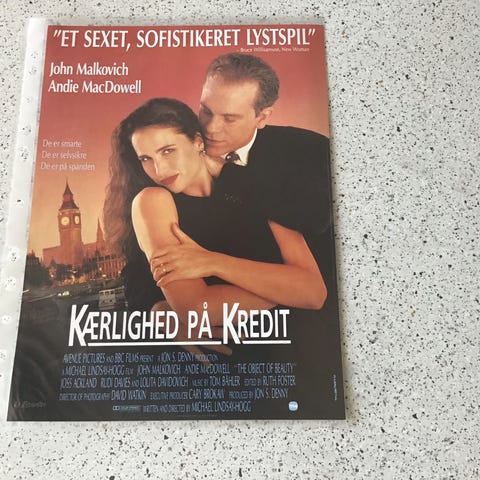 "ET SEXET, SOFISTIKERET LYSTSPIL"
– Bruce Williamson, New Woman
John Malkovich
Andie MacDowell
De er smarte
De er selvsikre
De er på spanden
KÆRLIGHED PÅ KREDIT
AVENUE PICTURES AND BBC FILMS PRESENT A JON S. DENNY PRODUCTION
A MICHAEL LINDSAY-HOGG FILM JOHN MALKOVICH ANDIE MACDOWELL "THE OBJECT OF BEAUTY"
JOSS ACKLAND RUDI DAVIES AND LOLITA DAVIDOVICH MUSIC BY TOM BÄHLER EDITED BY RUTH FOSTER
DIRECTOR OF PHOTOGRAPHY DAVID WATKIN EXECUTIVE PRODUCER CARY BROKAW PRODUCED BY JON S. DENNY
WRITTEN AND DIRECTED BY MICHAEL LINDSAY-HOGG